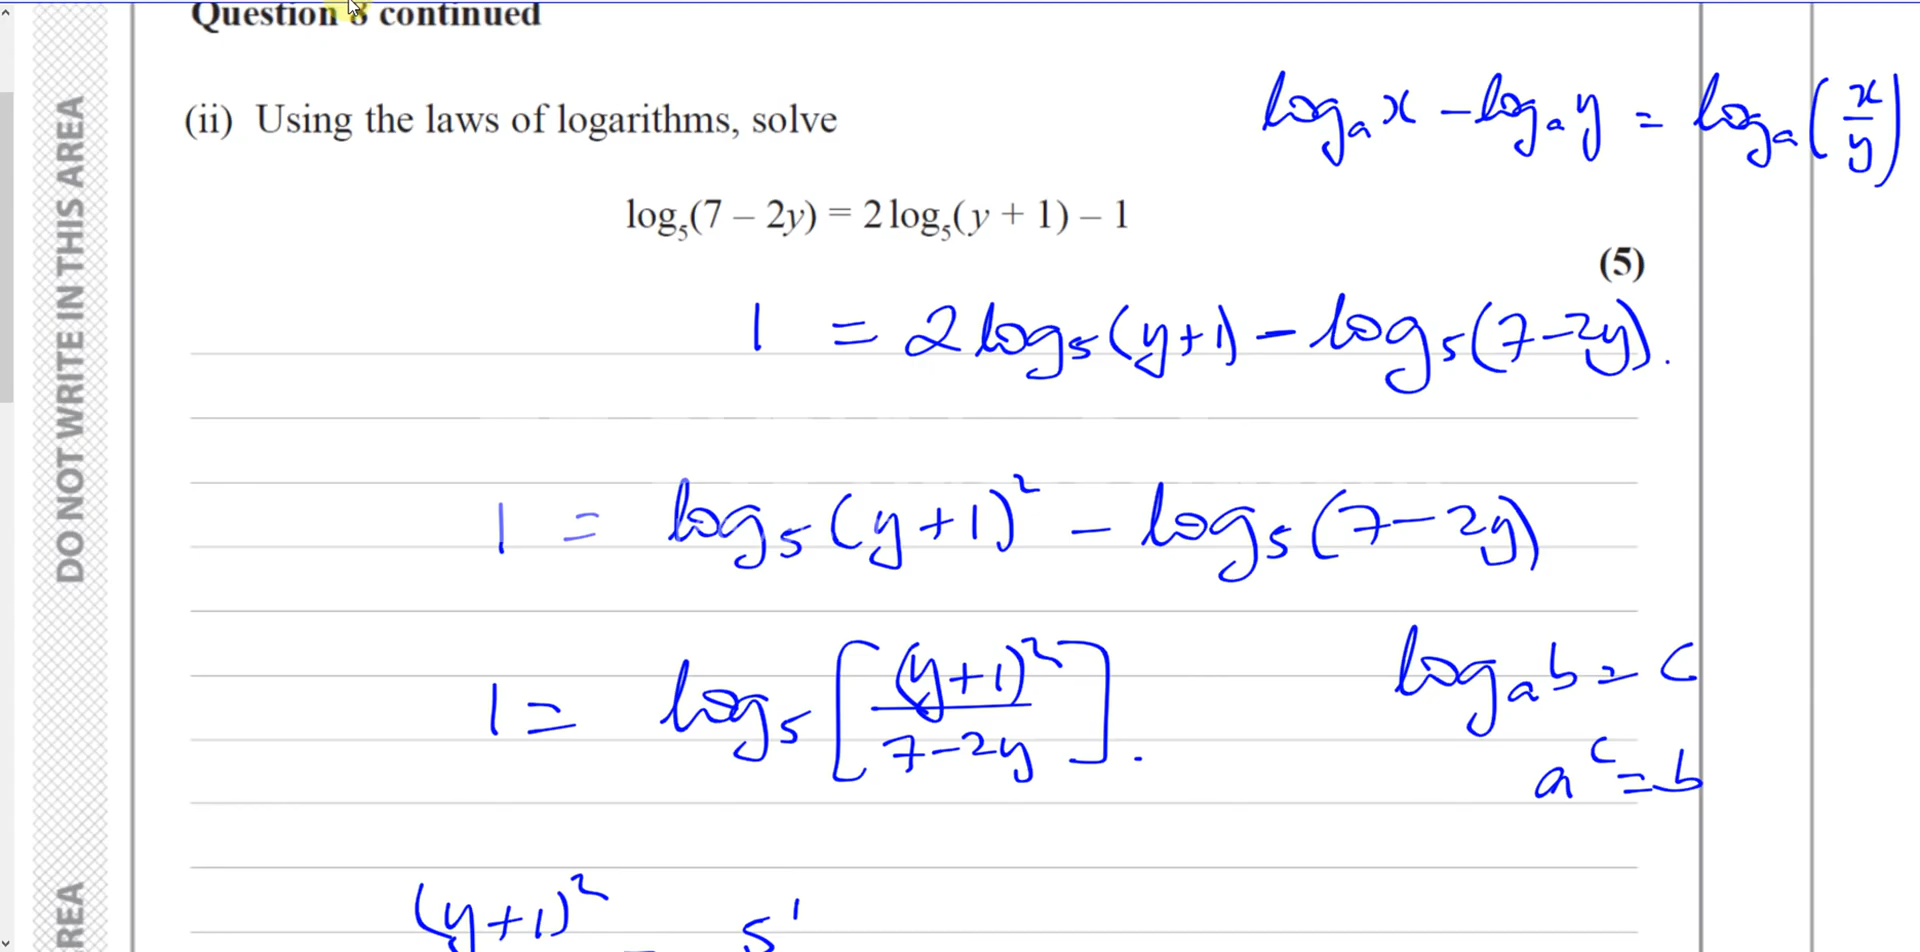 Question 8 continued
(ii) Using the laws of logarithms, solve
logₐx − logₐy = logₐ(x/y)
log₅(7 – 2y) = 2 log₅(y + 1) – 1
(5)
1 = 2 log₅(y+1) − log₅(7−2y).
1 = log₅(y+1)² − log₅(7−2y)
1 = log₅[(y+1)²/7−2y].
logₐb = c
aᶜ = b
(y+1)² = 5¹
DO NOT WRITE IN THIS AREA
REA